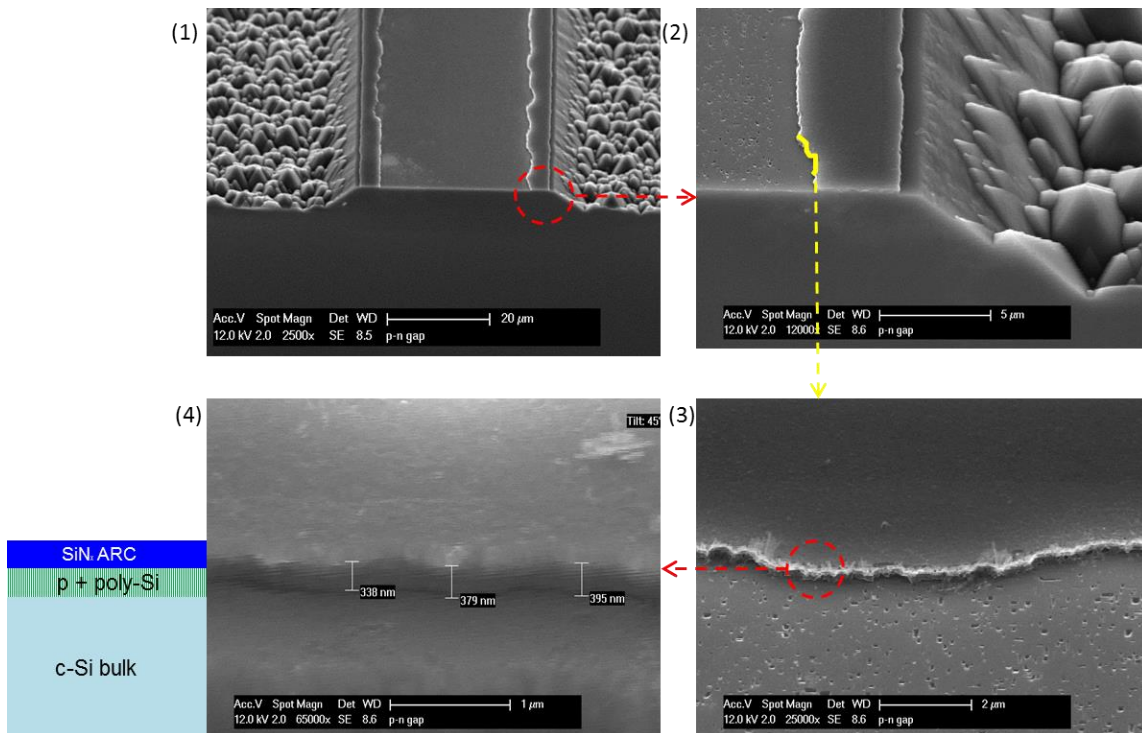 (1)
Acc.V Spot Magn Det WD 20 μm
12.0 kV 2.0 2500x SE 8.5 p-n gap
(2)
Acc.V Spot Magn Det WD 5 μm
12.0 kV 2.0 12000x SE 8.6 p-n gap
(4)
Tilt: 45°
338 nm
379 nm
395 nm
Acc.V Spot Magn Det WD 1 μm
12.0 kV 2.0 65000x SE 8.6 p-n gap
SiNx ARC
p + poly-Si
c-Si bulk
(3)
Acc.V Spot Magn Det WD 2 μm
12.0 kV 2.0 25000x SE 8.6 p-n gap